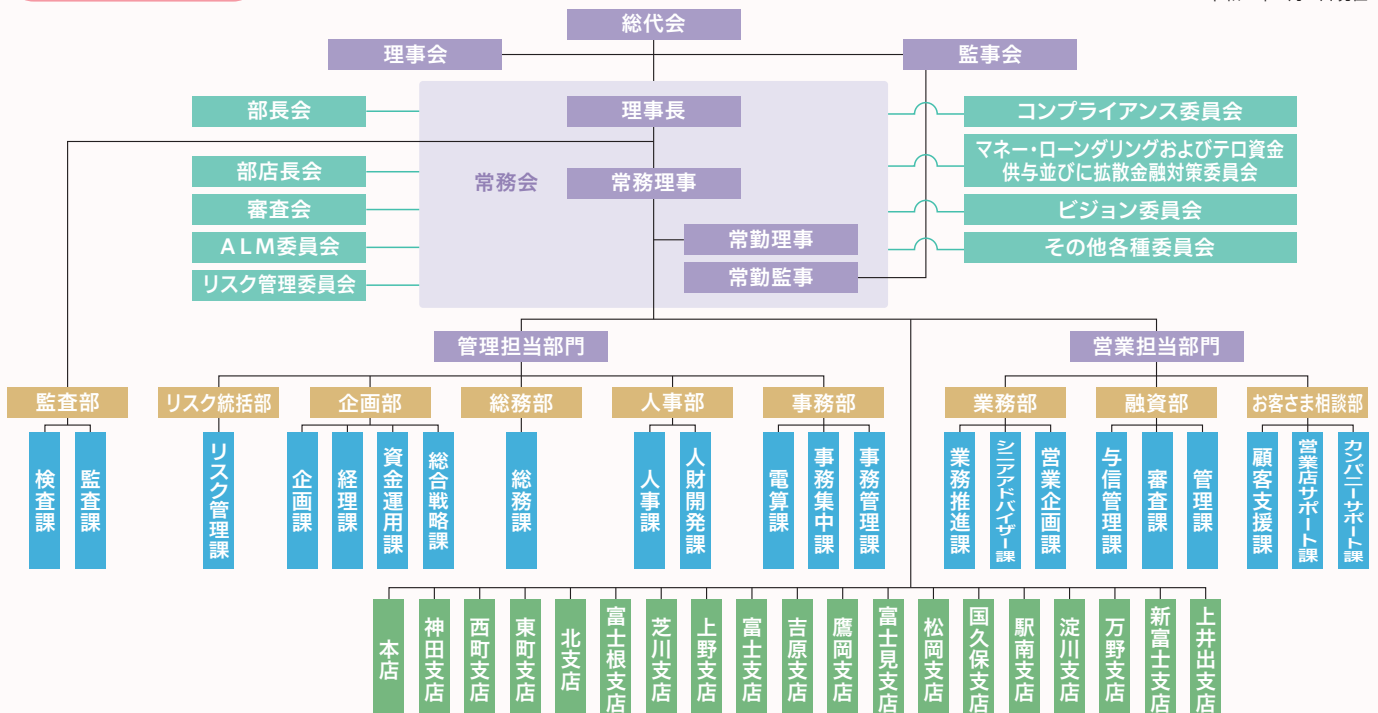 総代会
理事会
監事会
部長会
理事長
コンプライアンス委員会
マネー・ローンダリングおよびテロ資金
供与並びに拡散金融対策委員会
部店長会
常務会
常務理事
審査会
ビジョン委員会
常勤理事
ALM委員会
その他各種委員会
常勤監事
リスク管理委員会
管理担当部門
営業担当部門
監査部
リスク統括部
企画部
総務部
人事部
事務部
業務部
融資部
お客さま相談部
検査課
監査課
リスク管理課
企画課
経理課
資金運用課
総合戦略課
総務課
人事課
人財開発課
電算課
事務集中課
事務管理課
業務推進課
シニアアドバイザー課
営業企画課
与信管理課
審査課
管理課
顧客支援課
営業店サポート課
カンパニーサポート課
本店
神田支店
西町支店
東町支店
北支店
富士根支店
芝川支店
上野支店
富士支店
吉原支店
鷹岡支店
富士見支店
松岡支店
国久保支店
駅南支店
淀川支店
万野支店
新富士支店
上井出支店